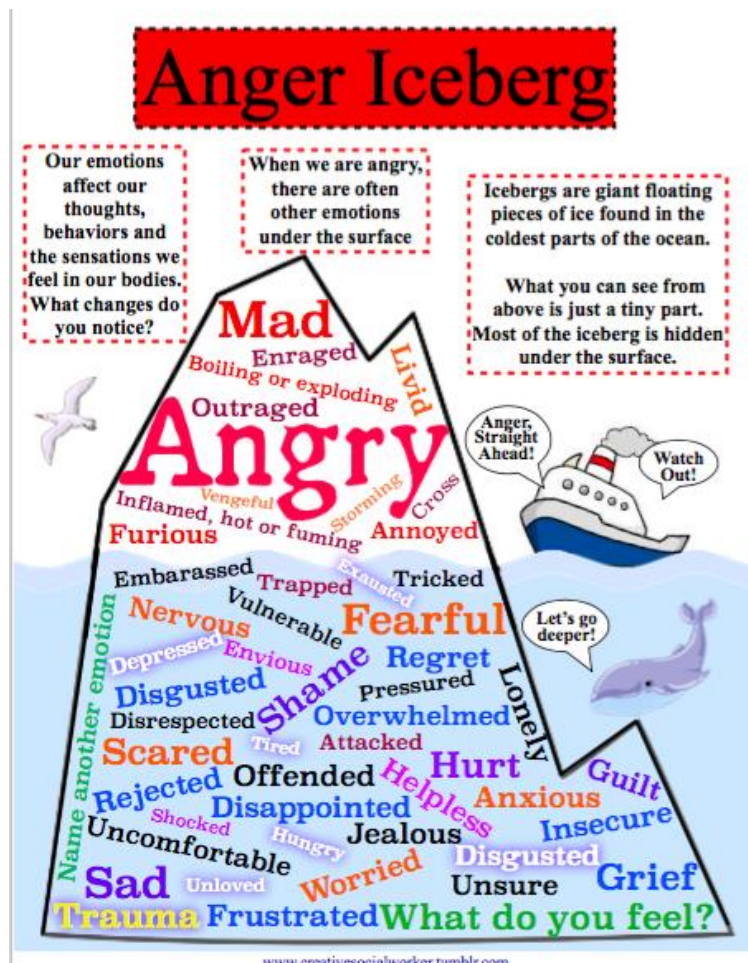 Anger Iceberg
Our emotions
affect our
thoughts,
behaviors and
the sensations we
feel in our bodies.
What changes do
you notice?
When we are angry,
there are often
other emotions
under the surface
Icebergs are giant floating
pieces of ice found in the
coldest parts of the ocean.
What you can see from
above is just a tiny part.
Most of the iceberg is hidden
under the surface.
Mad
Enraged
Boiling or exploding
Livid
Outraged
Angry
Anger,
Straight
Ahead!
Watch
Out!
Vengeful
Storming
Cross
Inflamed, hot or fuming
Furious
Annoyed
Embarassed
Trapped
Exausted
Tricked
Nervous
Vulnerable
Fearful
Let's go
deeper!
Depressed
Envious
Shame
Regret
Disgusted
Pressured
Lonely
Disrespected
Overwhelmed
Name another emotion
Scared
Tired
Attacked
Hurt
Guilt
Rejected
Offended
Helpless
Anxious
Disappointed
Insecure
Shocked
Uncomfortable
Hungry
Jealous
Disgusted
Sad
Unloved
Worried
Unsure
Grief
Trauma
Frustrated
What do you feel?
www.creativesocialworker.tumblr.com